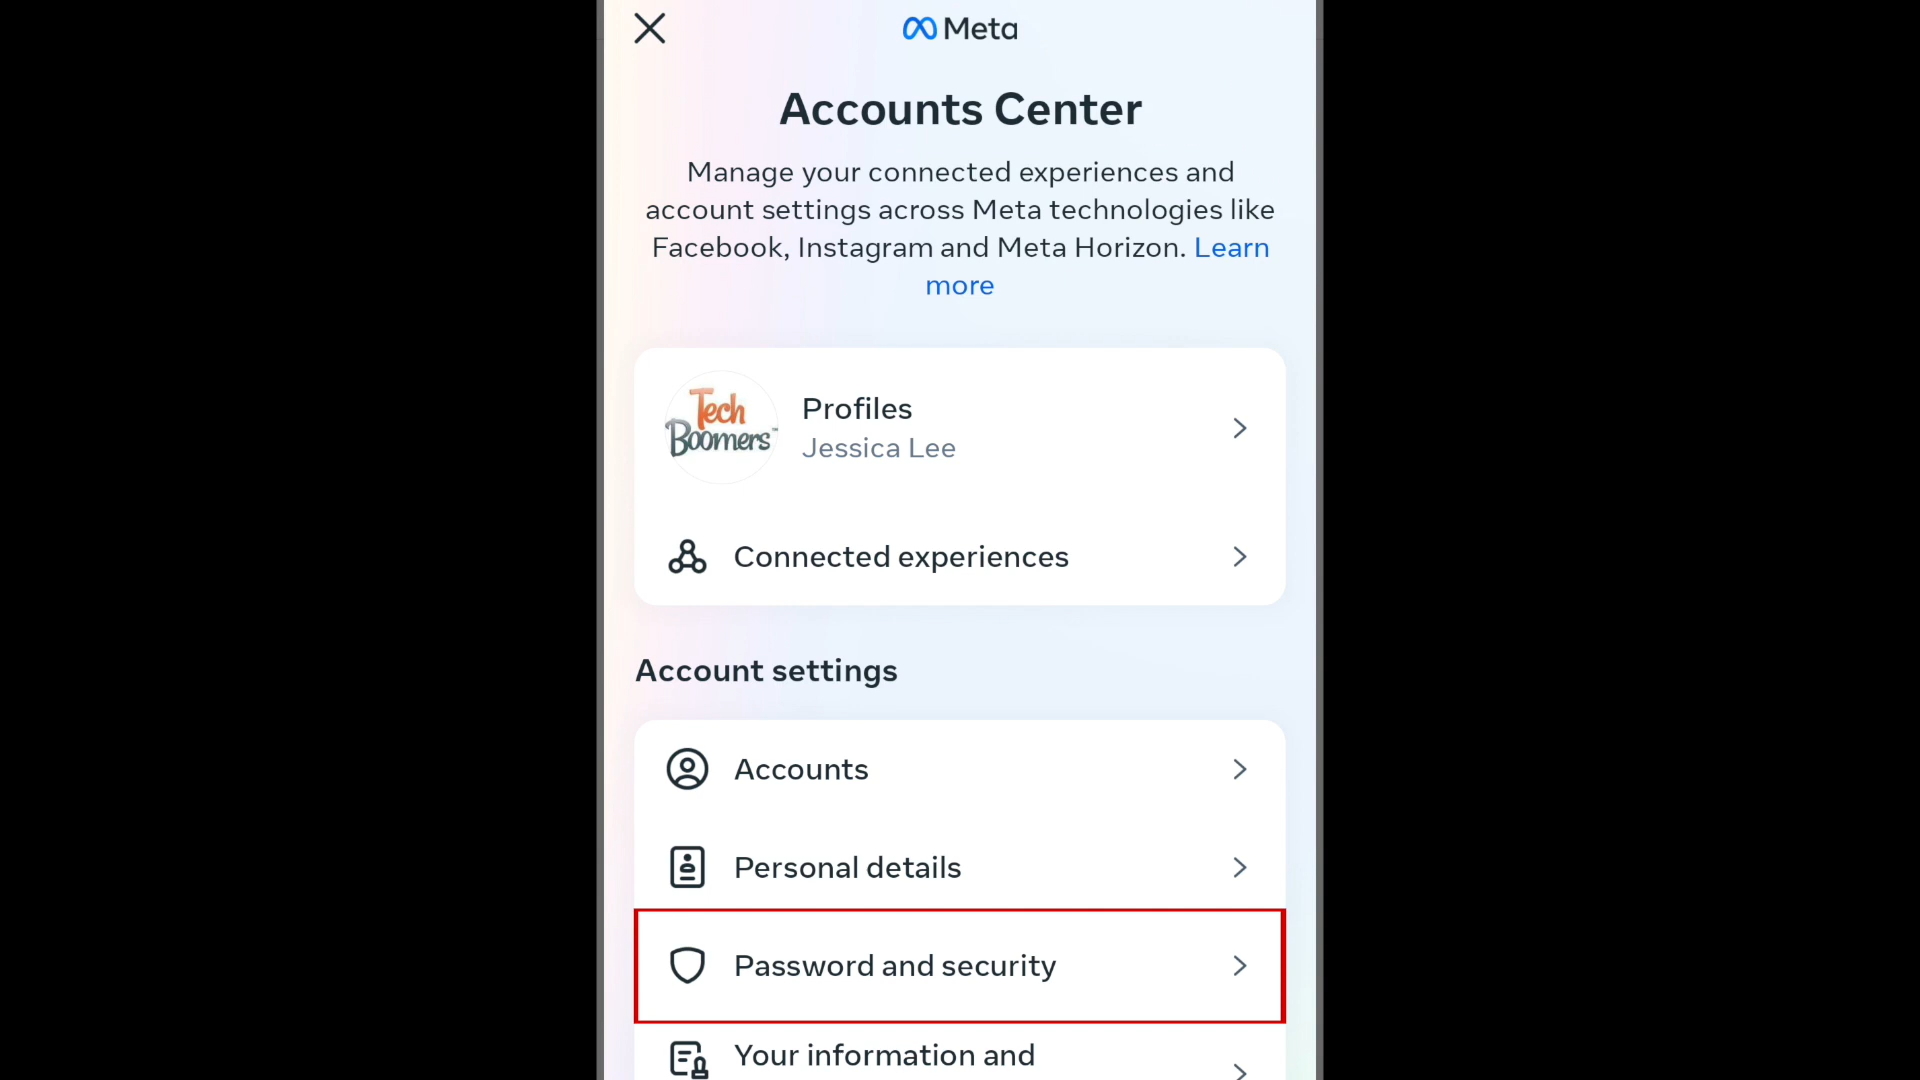 Meta
Accounts Center
Manage your connected experiences and
account settings across Meta technologies like
Facebook, Instagram and Meta Horizon. Learn
more
Tech
Boomers™
Profiles
Jessica Lee
Connected experiences
Account settings
Accounts
Personal details
Password and security
Your information and